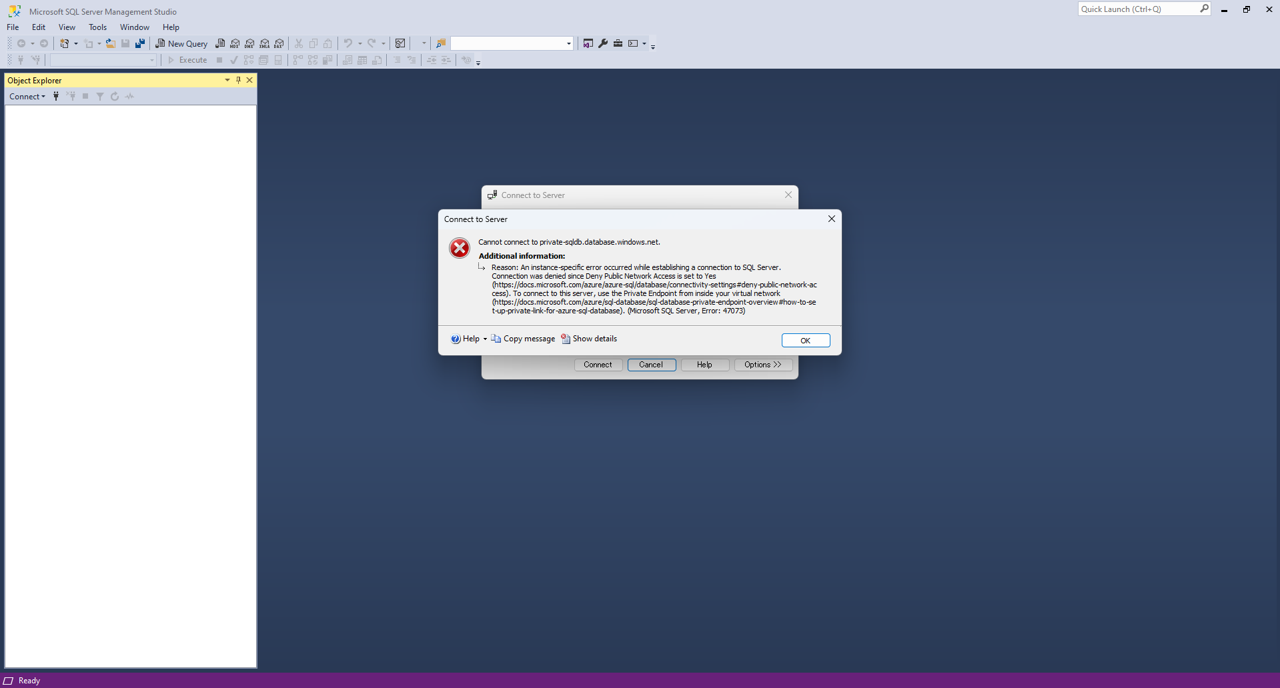 Microsoft SQL Server Management Studio
Quick Launch (Ctrl+Q)
File Edit View Tools Window Help
New Query
Execute
Object Explorer
Connect
Connect to Server
Connect to Server
Cannot connect to private-sqldb.database.windows.net.
Additional information:
Reason: An instance-specific error occurred while establishing a connection to SQL Server.
Connection was denied since Deny Public Network Access is set to Yes
(https://docs.microsoft.com/azure/azure-sql/database/connectivity-settings#deny-public-network-ac
cess). To connect to this server, use the Private Endpoint from inside your virtual network
(https://docs.microsoft.com/azure/sql-database/sql-database-private-endpoint-overview#how-to-se
t-up-private-link-for-azure-sql-database). (Microsoft SQL Server, Error: 47073)
Help Copy message Show details OK
Connect Cancel Help Options >>
Ready